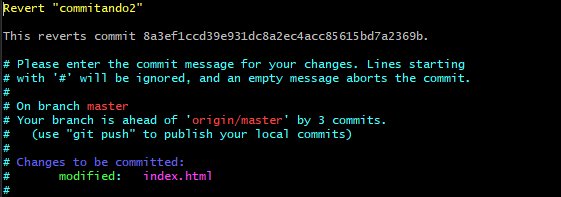 Revert "commitando2"
This reverts commit 8a3ef1ccd39e931dc8a2ec4acc85615bd7a2369b.
# Please enter the commit message for your changes. Lines starting
# with '#' will be ignored, and an empty message aborts the commit.
#
# On branch master
# Your branch is ahead of 'origin/master' by 3 commits.
#   (use "git push" to publish your local commits)
#
# Changes to be committed:
#       modified:   index.html
#